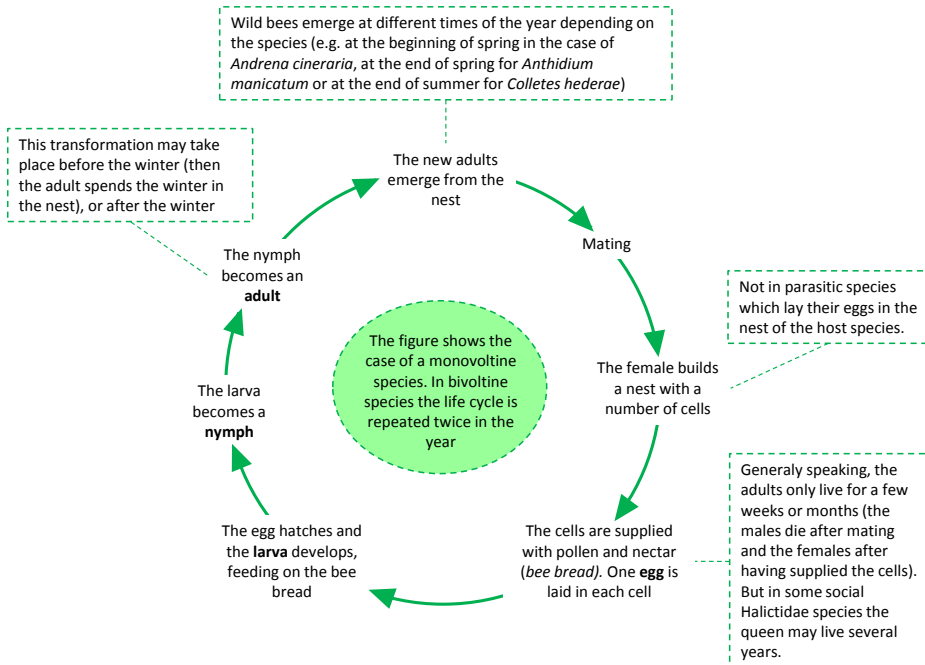 Wild bees emerge at different times of the year depending on
the species (e.g. at the beginning of spring in the case of
Andrena cineraria, at the end of spring for Anthidium
manicatum or at the end of summer for Colletes hederae)
This transformation may take
place before the winter (then
the adult spends the winter in
the nest), or after the winter
The new adults
emerge from the
nest
Mating
Not in parasitic species
which lay their eggs in the
nest of the host species.
The female builds
a nest with a
number of cells
Generaly speaking, the
adults only live for a few
weeks or months (the
males die after mating
and the females after
having supplied the cells).
But in some social
Halictidae species the
queen may live several
years.
The cells are supplied
with pollen and nectar
(bee bread). One egg is
laid in each cell
The egg hatches and
the larva develops,
feeding on the bee
bread
The larva
becomes a
nymph
The nymph
becomes an
adult
The figure shows the
case of a monovoltine
species. In bivoltine
species the life cycle is
repeated twice in the
year